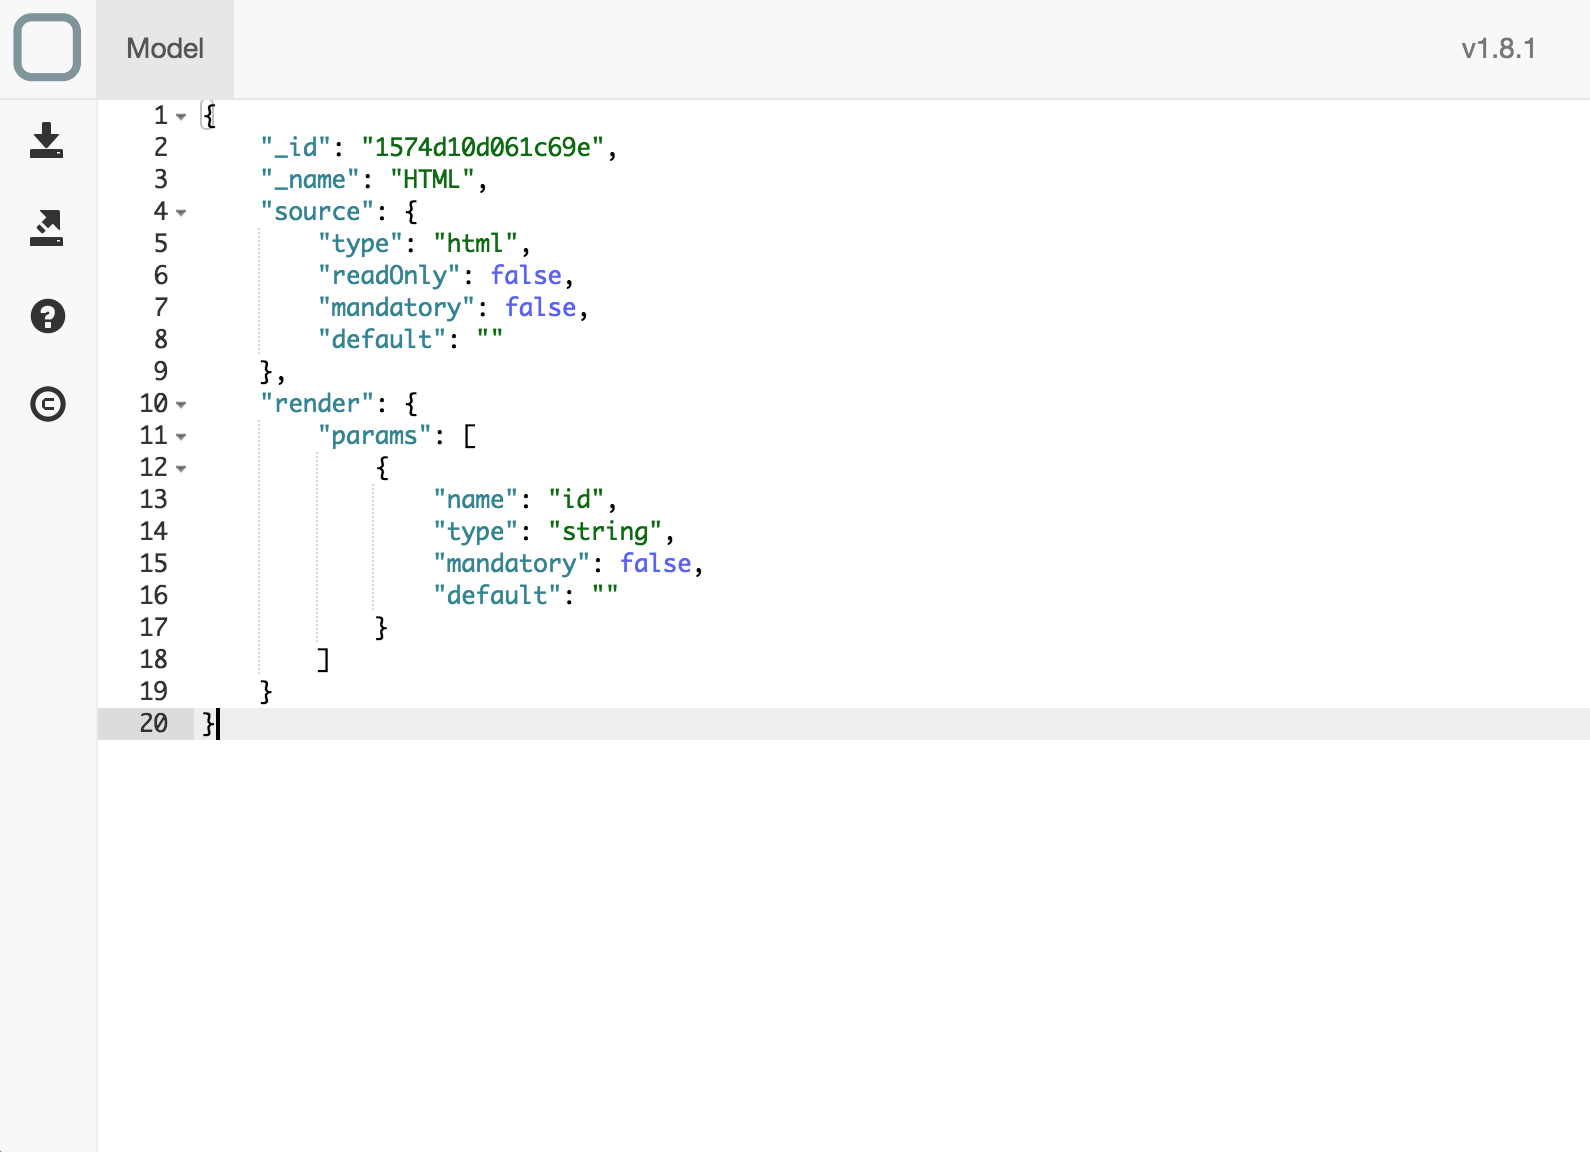 Model
v1.8.1
1 {
2     "_id": "1574d10d061c69e",
3     "_name": "HTML",
4     "source": {
5         "type": "html",
6         "readOnly": false,
7         "mandatory": false,
8         "default": ""
9     },
10     "render": {
11         "params": [
12             {
13                 "name": "id",
14                 "type": "string",
15                 "mandatory": false,
16                 "default": ""
17             }
18         ]
19     }
20 }